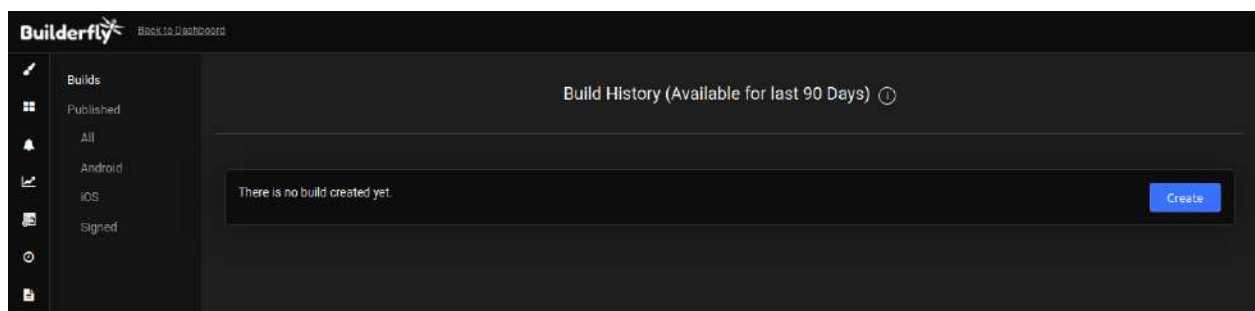 Builderfly Back to Dashboard
Builds
Published
All
Android
iOS
Signed
Build History (Available for last 90 Days)
There is no build created yet.
Create